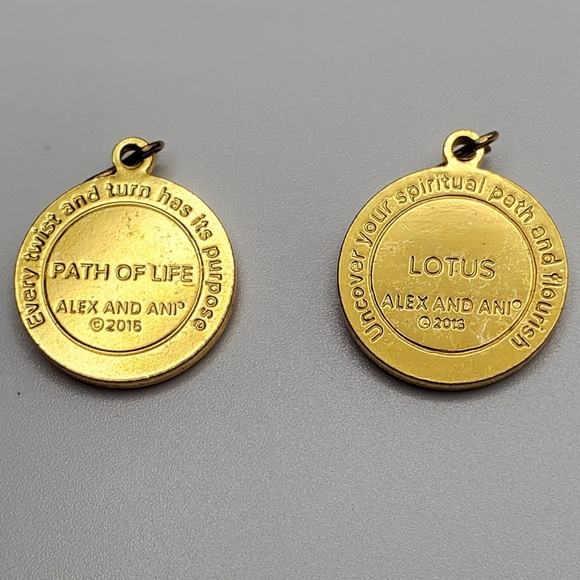 Every twist and turn has its purpose
PATH OF LIFE
ALEX AND ANI®
©2015
Uncover your spiritual path and flourish
LOTUS
ALEX AND ANI®
©2013